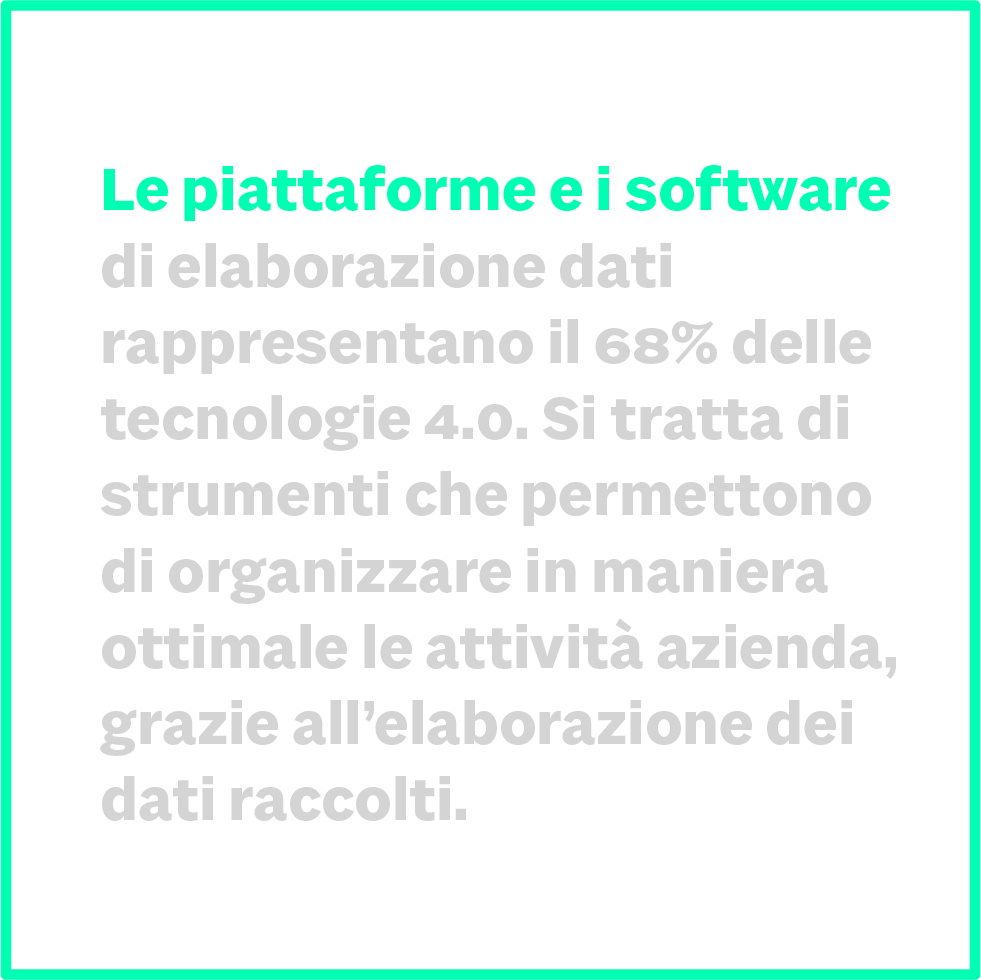 Le piattaforme e i software
di elaborazione dati
rappresentano il 68% delle
tecnologie 4.0. Si tratta di
strumenti che permettono
di organizzare in maniera
ottimale le attività azienda,
grazie all’elaborazione dei
dati raccolti.